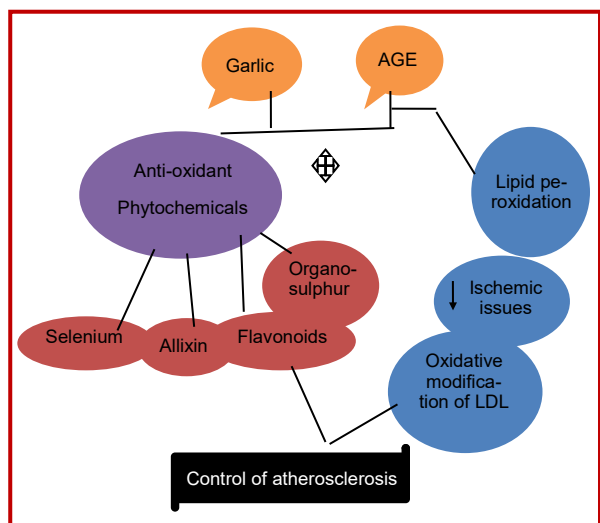 Garlic
AGE
Anti-oxidant
Phytochemicals
Lipid pe-
roxidation
Organo-
sulphur
Ischemic
issues
Selenium
Allixin
Flavonoids
Oxidative
modifica-
tion of LDL
Control of atherosclerosis